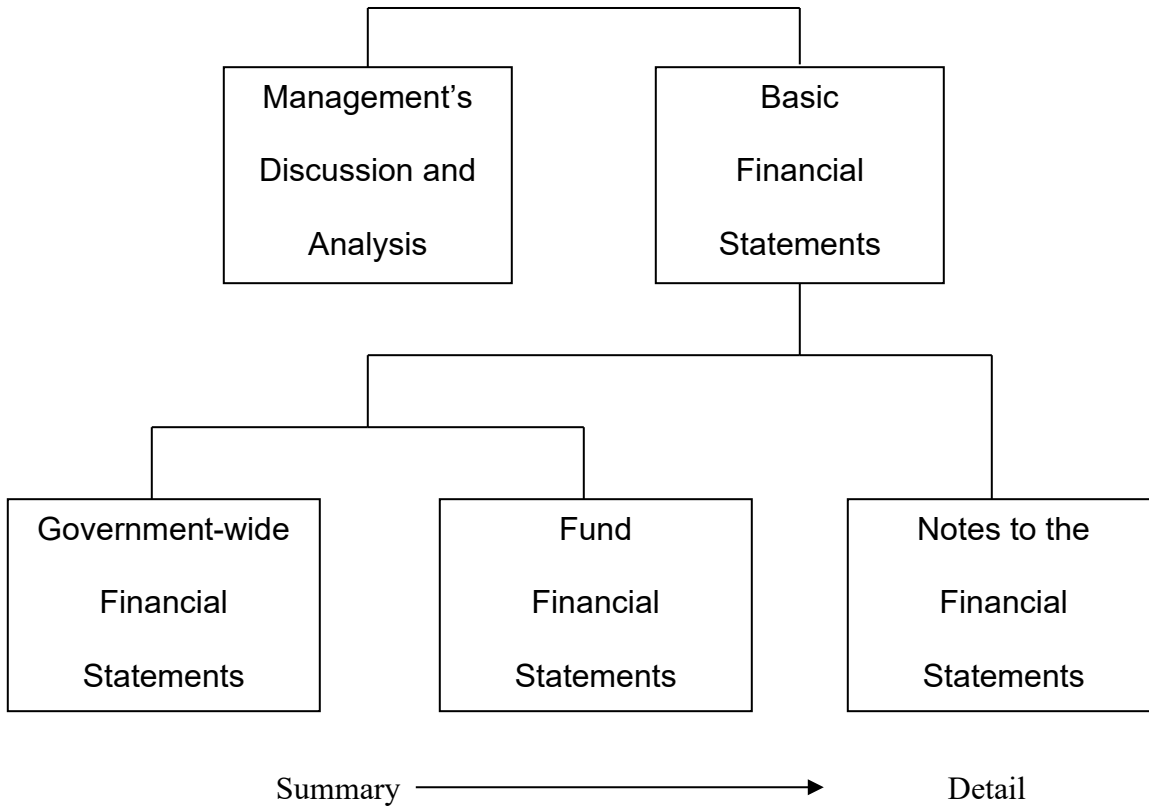 Management’s
Discussion and
Analysis
Basic
Financial
Statements
Government-wide
Financial
Statements
Fund
Financial
Statements
Notes to the
Financial
Statements
Summary
Detail